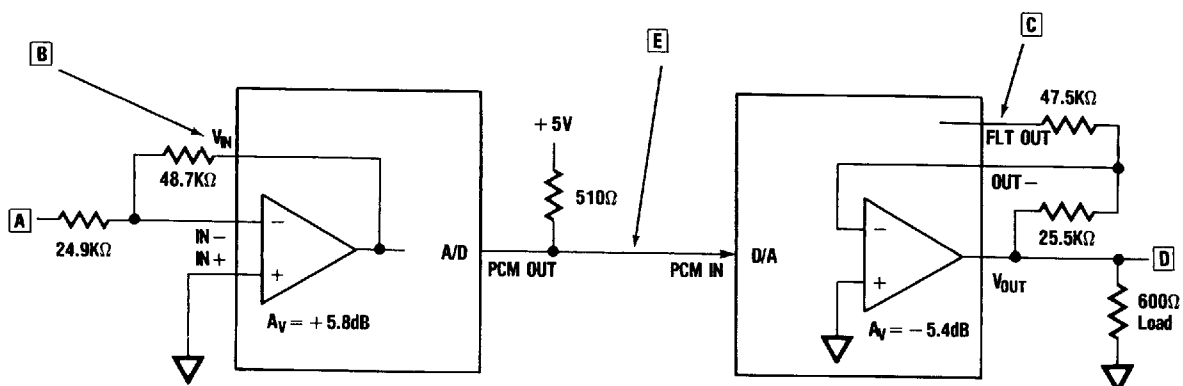 B
E
C
47.5KΩ
FLT OUT
+5V
VIN
48.7KΩ
510Ω
OUT−
25.5KΩ
A
24.9KΩ
−
IN−
IN+
+
A/D
PCM OUT
PCM IN
D/A
−
+
VOUT
D
AV = +5.8dB
AV = −5.4dB
600Ω
Load